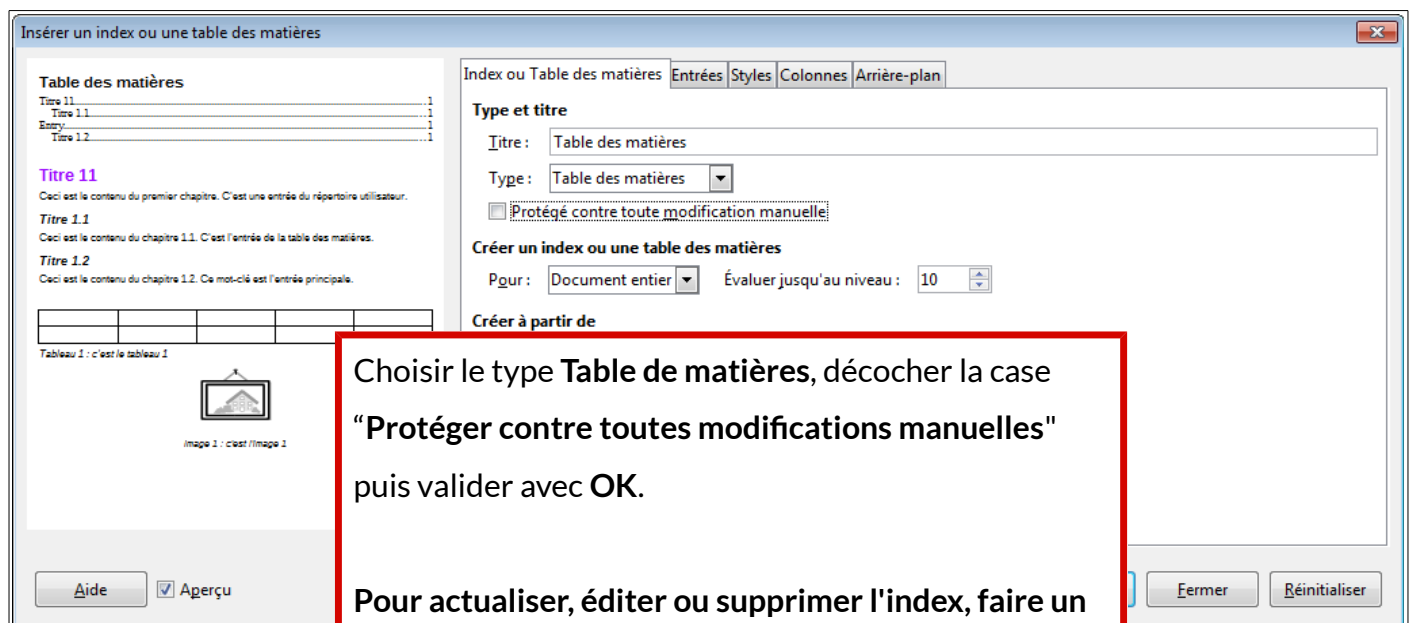 Insérer un index ou une table des matières
Table des matières
Titre 11 1
Titre 1.1 1
Entry 1
Titre 1.2 1
Titre 11
Ceci est le contenu du premier chapitre. C'est une entrée du répertoire utilisateur.
Titre 1.1
Ceci est le contenu du chapitre 1.1. C'est l'entrée de la table des matières.
Titre 1.2
Ceci est le contenu du chapitre 1.2. Ce mot-clé est l'entrée principale.
Tableau 1 : c'est le tableau 1
Image 1 : c'est l'image 1
Aide Aperçu
Index ou Table des matières Entrées Styles Colonnes Arrière-plan
Type et titre
Titre : Table des matières
Type : Table des matières
Protégé contre toute modification manuelle
Créer un index ou une table des matières
Pour : Document entier Évaluer jusqu'au niveau : 10
Créer à partir de
Choisir le type Table de matières, décocher la case
“Protéger contre toutes modifications manuelles"
puis valider avec OK.
Pour actualiser, éditer ou supprimer l'index, faire un
Fermer Réinitialiser